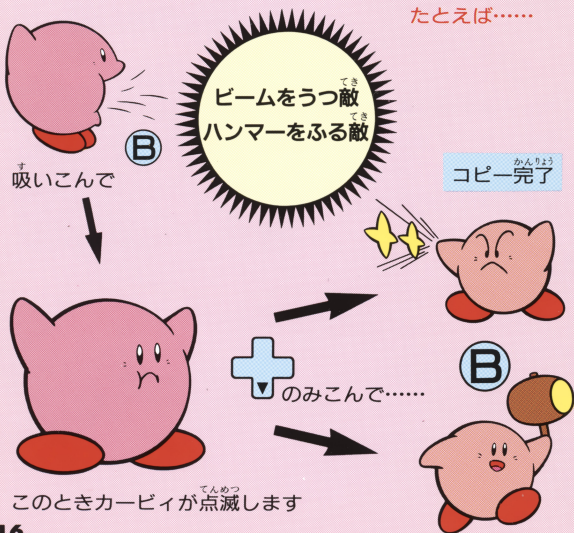 たとえば……
ビームをうつ敵
ハンマーをふる敵
B
吸いこんで
コピー完了
のみこんで……
B
このときカービィが点滅します
16